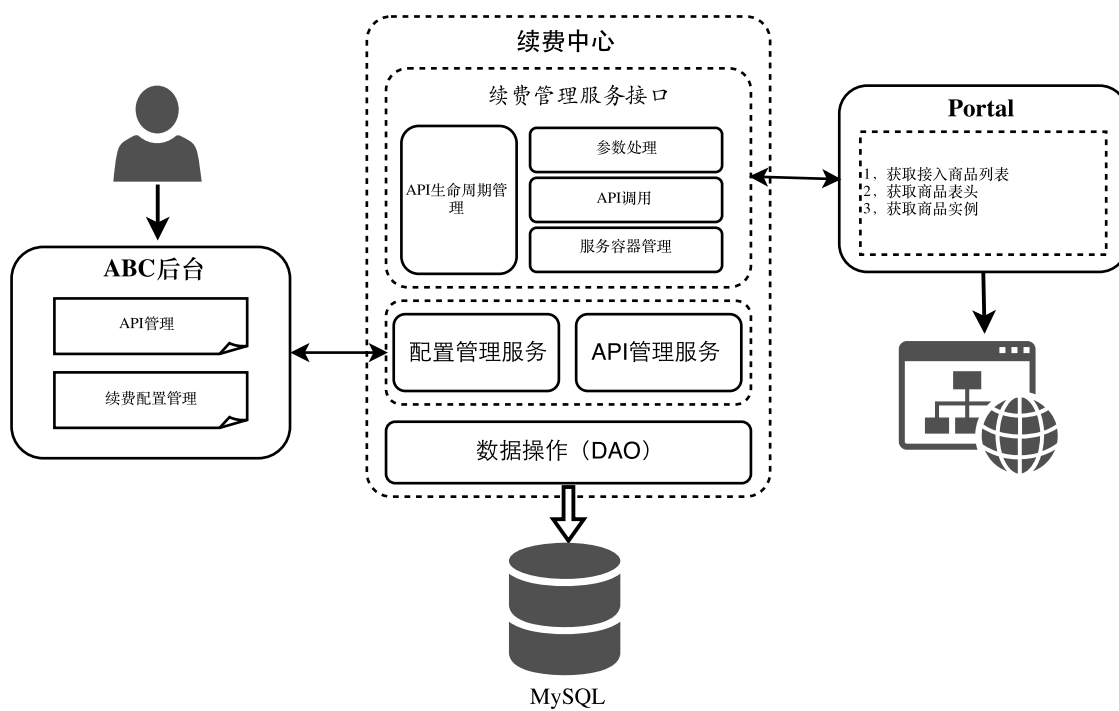 续费中心
续费管理服务接口
API生命周期管
理
参数处理
API调用
服务容器管理
配置管理服务
API管理服务
数据操作（DAO）
MySQL
ABC后台
API管理
续费配置管理
Portal
1，获取接入商品列表
2，获取商品表头
3，获取商品实例